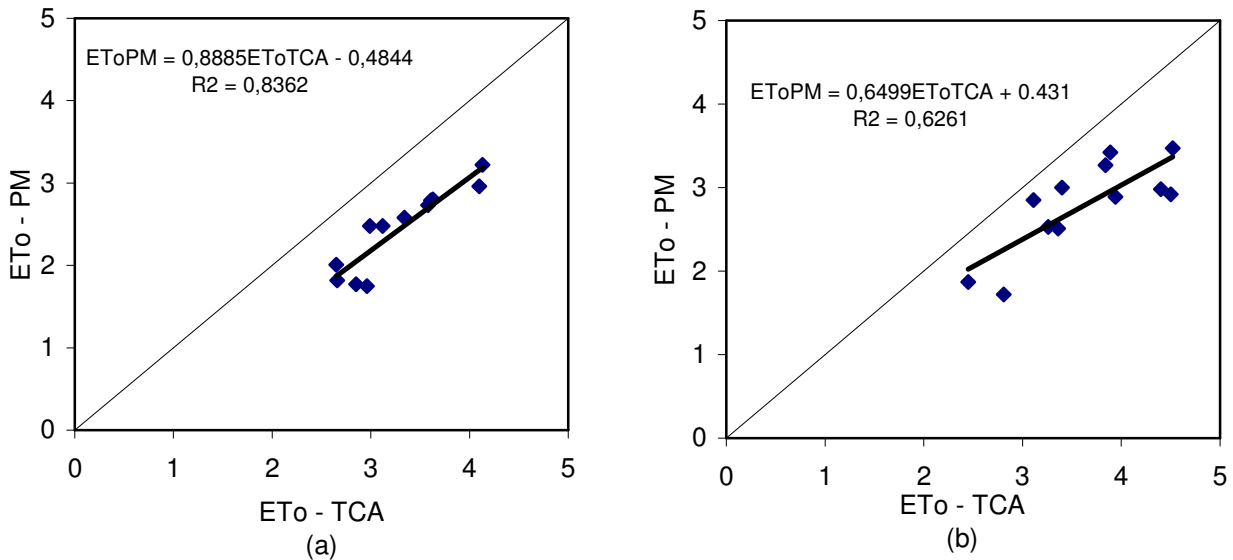 5
EToPM = 0,8885EToTCA - 0,4844
R2 = 0,8362
4
3
2
1
0
ETo - PM
0 1 2 3 4 5
ETo - TCA
(a)
5
EToPM = 0,6499EToTCA + 0.431
R2 = 0,6261
4
3
2
1
0
ETo - PM
0 1 2 3 4 5
ETo - TCA
(b)